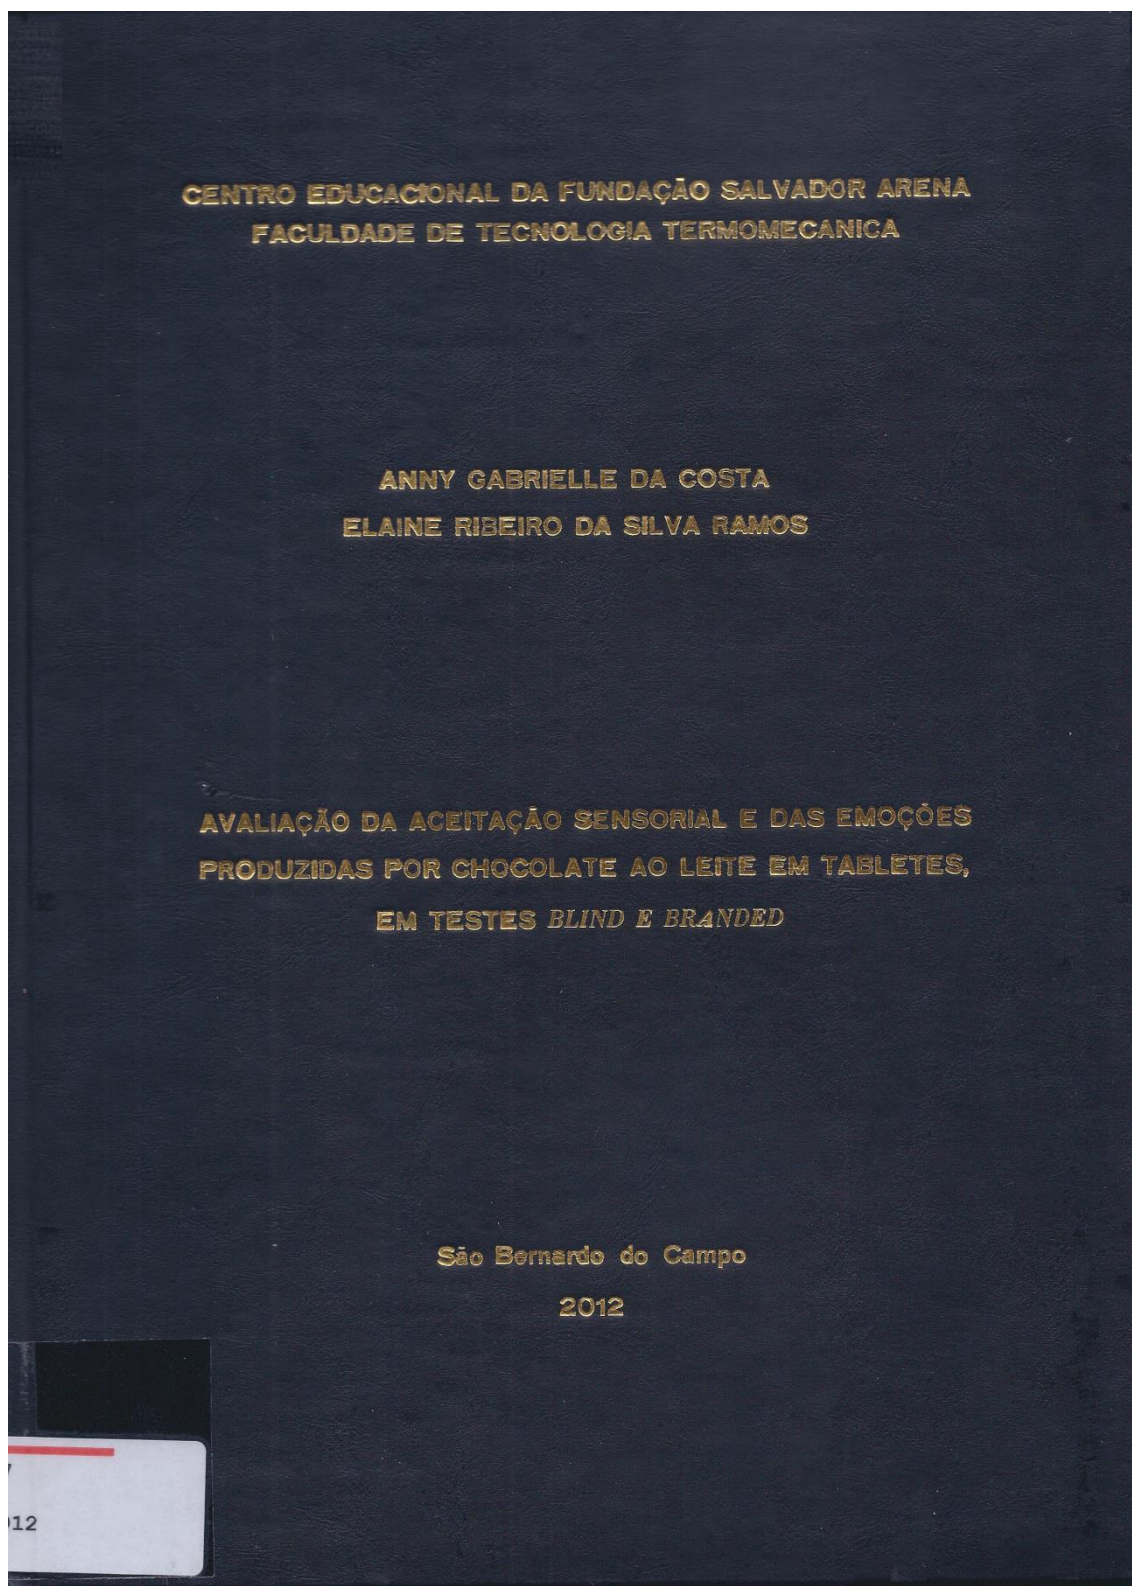 CENTRO EDUCACIONAL DA FUNDAÇÃO SALVADOR ARENA
FACULDADE DE TECNOLOGIA TERMOMECANICA
ANNY GABRIELLE DA COSTA
ELAINE RIBEIRO DA SILVA RAMOS
AVALIAÇÃO DA ACEITAÇÃO SENSORIAL E DAS EMOÇÕES
PRODUZIDAS POR CHOCOLATE AO LEITE EM TABLETES,
EM TESTES BLIND E BRANDED
São Bernardo do Campo
2012